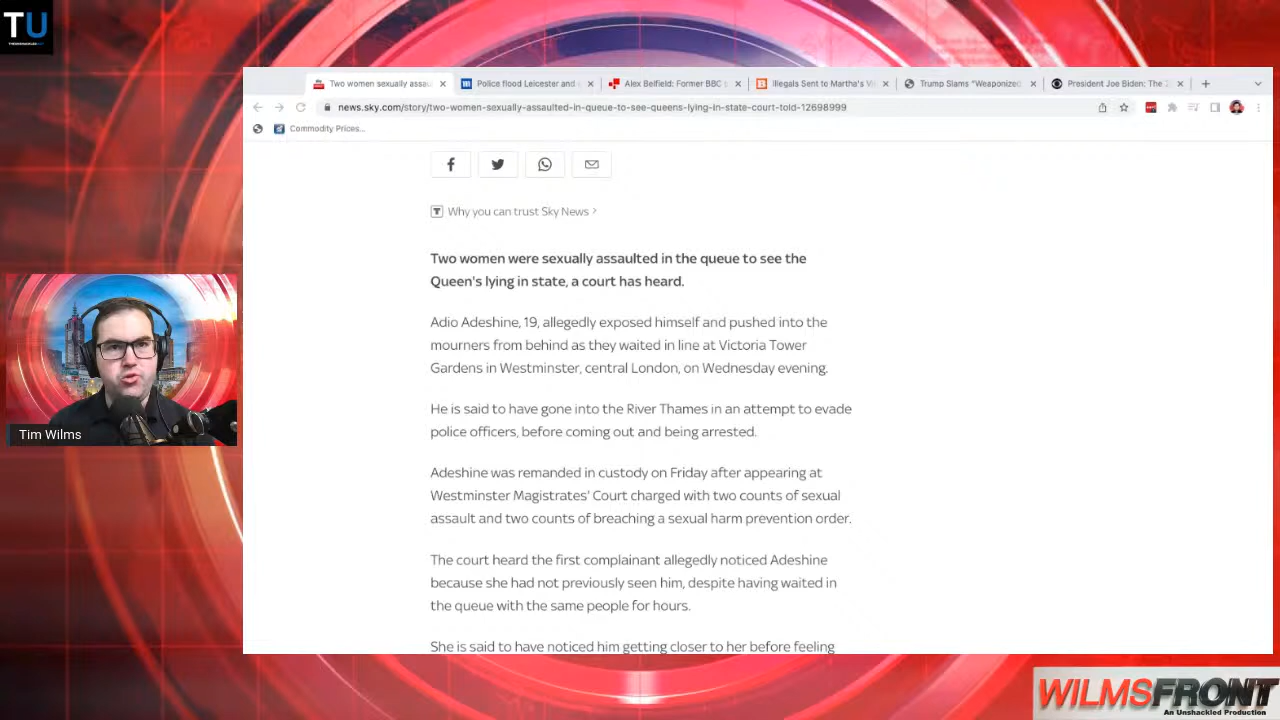 TU
Two women sexually assau
Police flood Leicester and
Alex Belfield: Former BBC
Illegals Sent to Martha's Vi
Trump Slams "Weaponized
President Joe Biden: The 2
news.sky.com/story/two-women-sexually-assaulted-in-queue-to-see-queens-lying-in-state-court-told-12698999
Commodity Prices...
Why you can trust Sky News
Two women were sexually assaulted in the queue to see the
Queen's lying in state, a court has heard.
Adio Adeshine, 19, allegedly exposed himself and pushed into the
mourners from behind as they waited in line at Victoria Tower
Gardens in Westminster, central London, on Wednesday evening.
He is said to have gone into the River Thames in an attempt to evade
police officers, before coming out and being arrested.
Adeshine was remanded in custody on Friday after appearing at
Westminster Magistrates' Court charged with two counts of sexual
assault and two counts of breaching a sexual harm prevention order.
The court heard the first complainant allegedly noticed Adeshine
because she had not previously seen him, despite having waited in
the queue with the same people for hours.
She is said to have noticed him getting closer to her before feeling
Tim Wilms
WILMSFRONT
An Unshackled Production